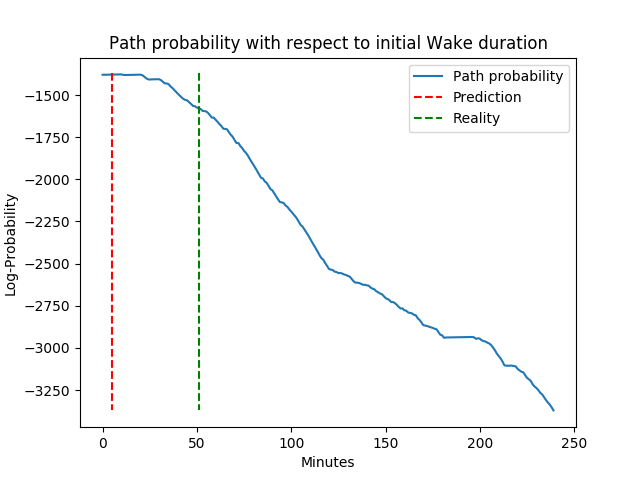 Path probability with respect to initial Wake duration
Path probability
Prediction
Reality
Log-Probability
−1500
−1750
−2000
−2250
−2500
−2750
−3000
−3250
0 50 100 150 200 250
Minutes